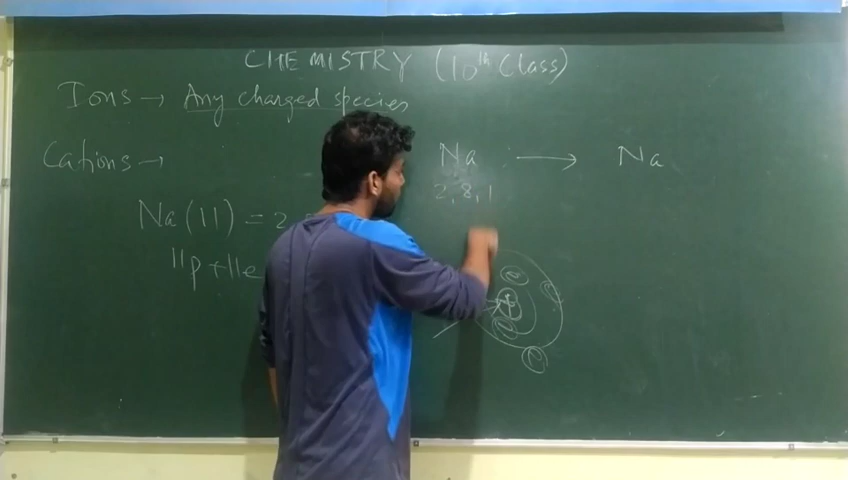 CHEMISTRY (10th Class)
Ions → Any charged species
Cations →
Na → Na
2,8,1
Na (11) = 2
11p + 11e